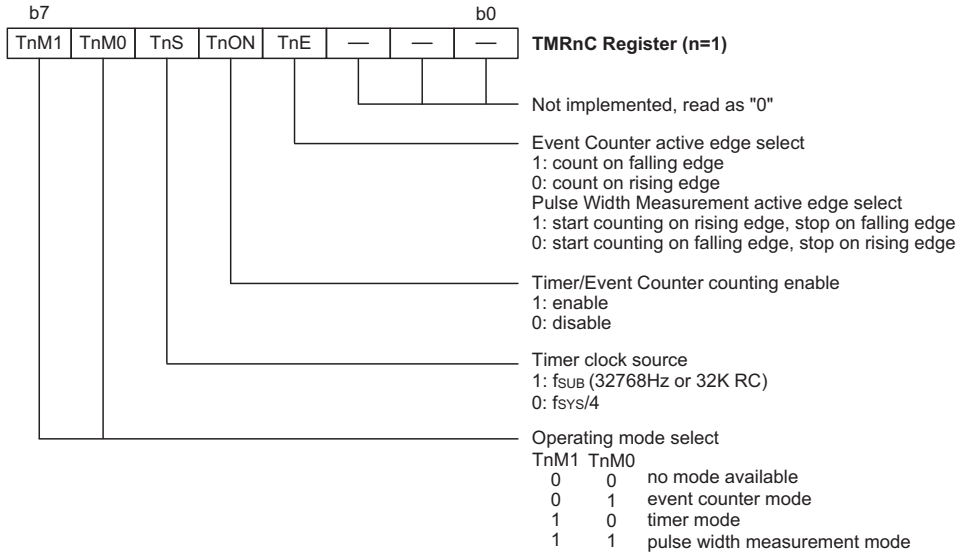 b7 b0
TnM1 TnM0 TnS TnON TnE — — — TMRnC Register (n=1)
Not implemented, read as "0"
Event Counter active edge select
1: count on falling edge
0: count on rising edge
Pulse Width Measurement active edge select
1: start counting on rising edge, stop on falling edge
0: start counting on falling edge, stop on rising edge
Timer/Event Counter counting enable
1: enable
0: disable
Timer clock source
1: fSUB (32768Hz or 32K RC)
0: fSYS/4
Operating mode select
TnM1 TnM0
0 0 no mode available
0 1 event counter mode
1 0 timer mode
1 1 pulse width measurement mode